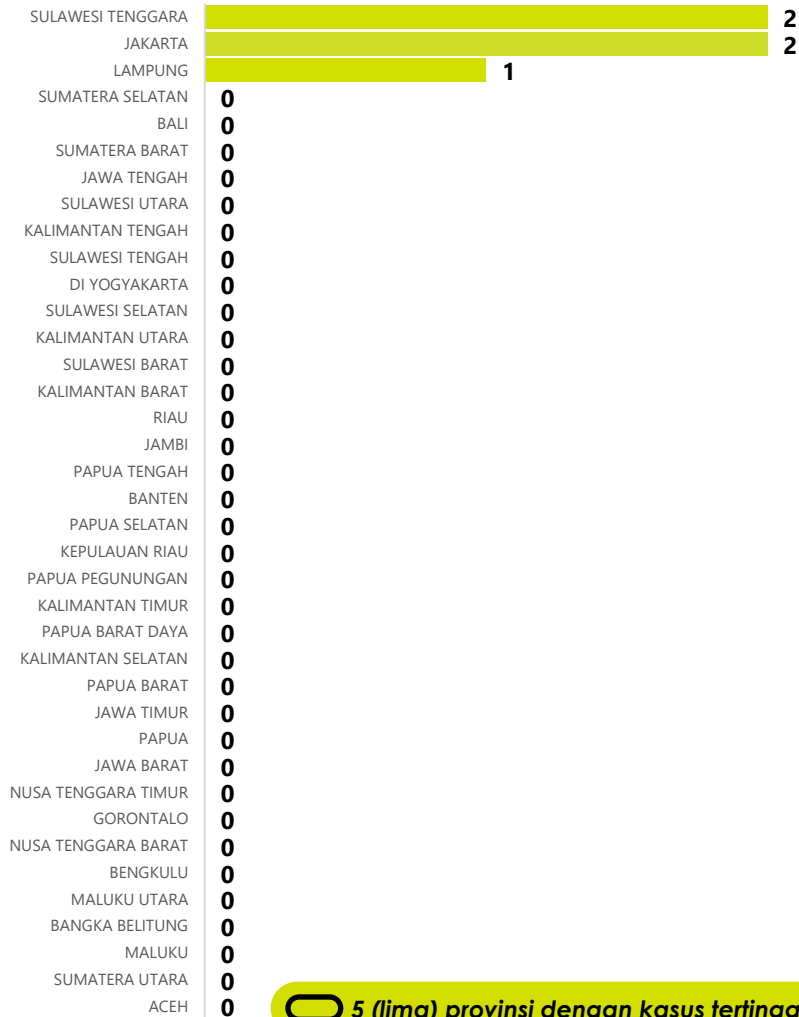 SULAWESI TENGGARA 2
JAKARTA 2
LAMPUNG 1
SUMATERA SELATAN 0
BALI 0
SUMATERA BARAT 0
JAWA TENGAH 0
SULAWESI UTARA 0
KALIMANTAN TENGAH 0
SULAWESI TENGAH 0
DI YOGYAKARTA 0
SULAWESI SELATAN 0
KALIMANTAN UTARA 0
SULAWESI BARAT 0
KALIMANTAN BARAT 0
RIAU 0
JAMBI 0
PAPUA TENGAH 0
BANTEN 0
PAPUA SELATAN 0
KEPULAUAN RIAU 0
PAPUA PEGUNUNGAN 0
KALIMANTAN TIMUR 0
PAPUA BARAT DAYA 0
KALIMANTAN SELATAN 0
PAPUA BARAT 0
JAWA TIMUR 0
PAPUA 0
JAWA BARAT 0
NUSA TENGGARA TIMUR 0
GORONTALO 0
NUSA TENGGARA BARAT 0
BENGKULU 0
MALUKU UTARA 0
BANGKA BELITUNG 0
MALUKU 0
SUMATERA UTARA 0
ACEH 0
5 (lima) provinsi dengan kasus